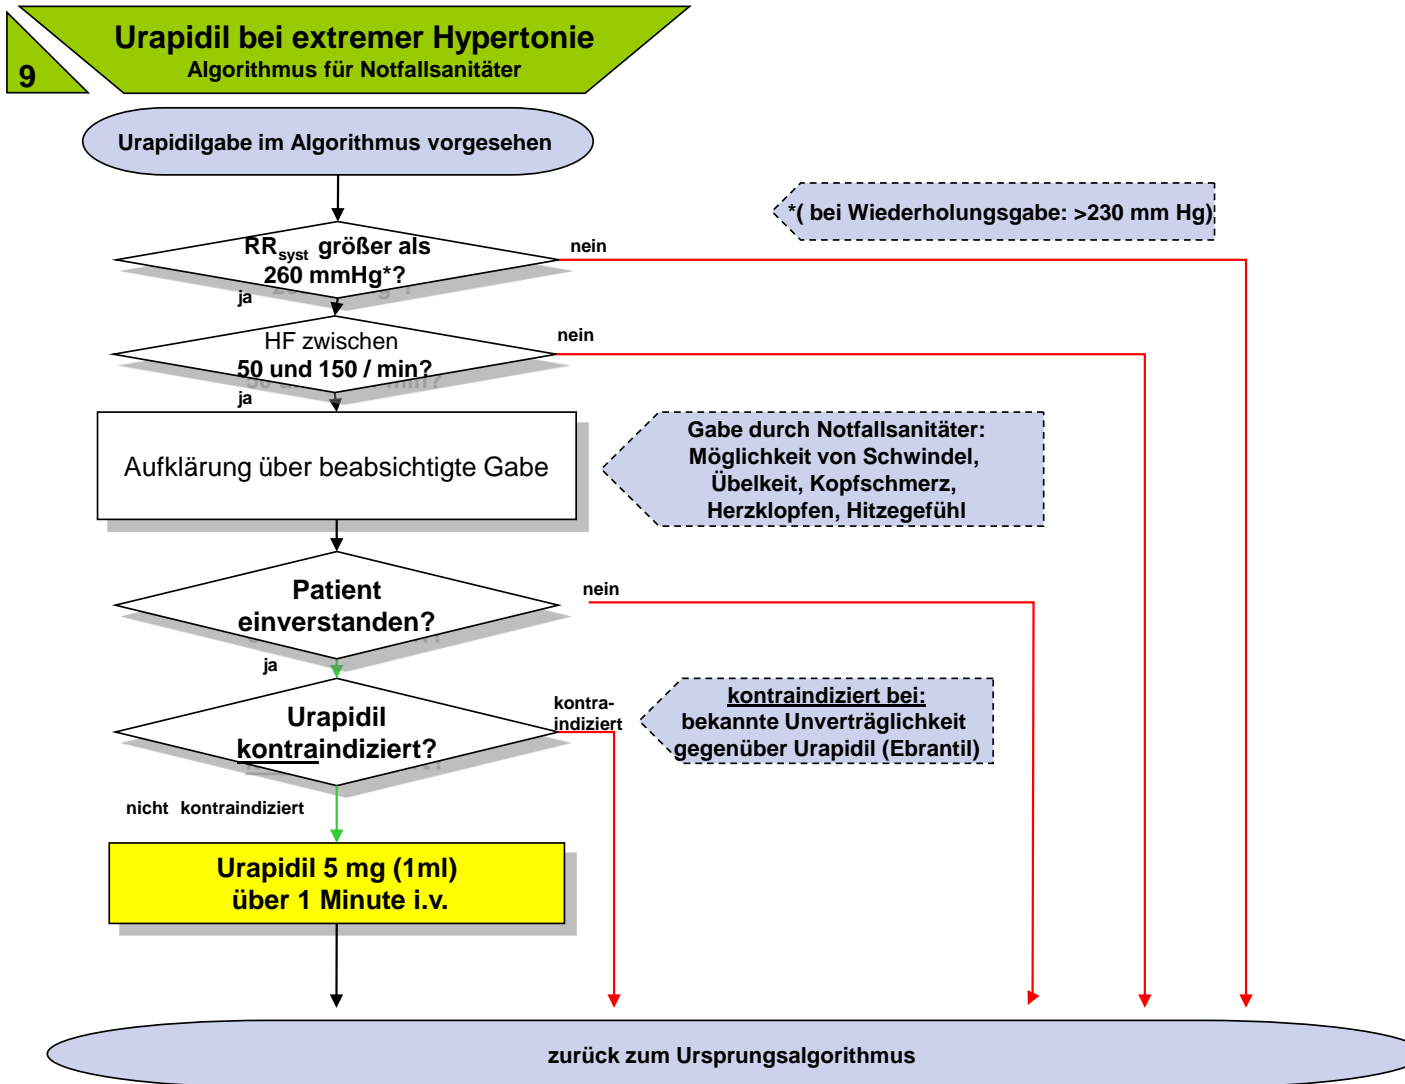 Urapidil bei extremer Hypertonie
Algorithmus für Notfallsanitäter
9
Urapidilgabe im Algorithmus vorgesehen
*( bei Wiederholungsgabe: >230 mm Hg)
RRsyst größer als
260 mmHg*?
nein
ja
HF zwischen
50 und 150 / min?
nein
ja
Aufklärung über beabsichtigte Gabe
Gabe durch Notfallsanitäter:
Möglichkeit von Schwindel,
Übelkeit, Kopfschmerz,
Herzklopfen, Hitzegefühl
Patient
einverstanden?
nein
ja
Urapidil
kontraindiziert?
kontra-
indiziert
kontraindiziert bei:
bekannte Unverträglichkeit
gegenüber Urapidil (Ebrantil)
nicht kontraindiziert
Urapidil 5 mg (1ml)
über 1 Minute i.v.
zurück zum Ursprungsalgorithmus